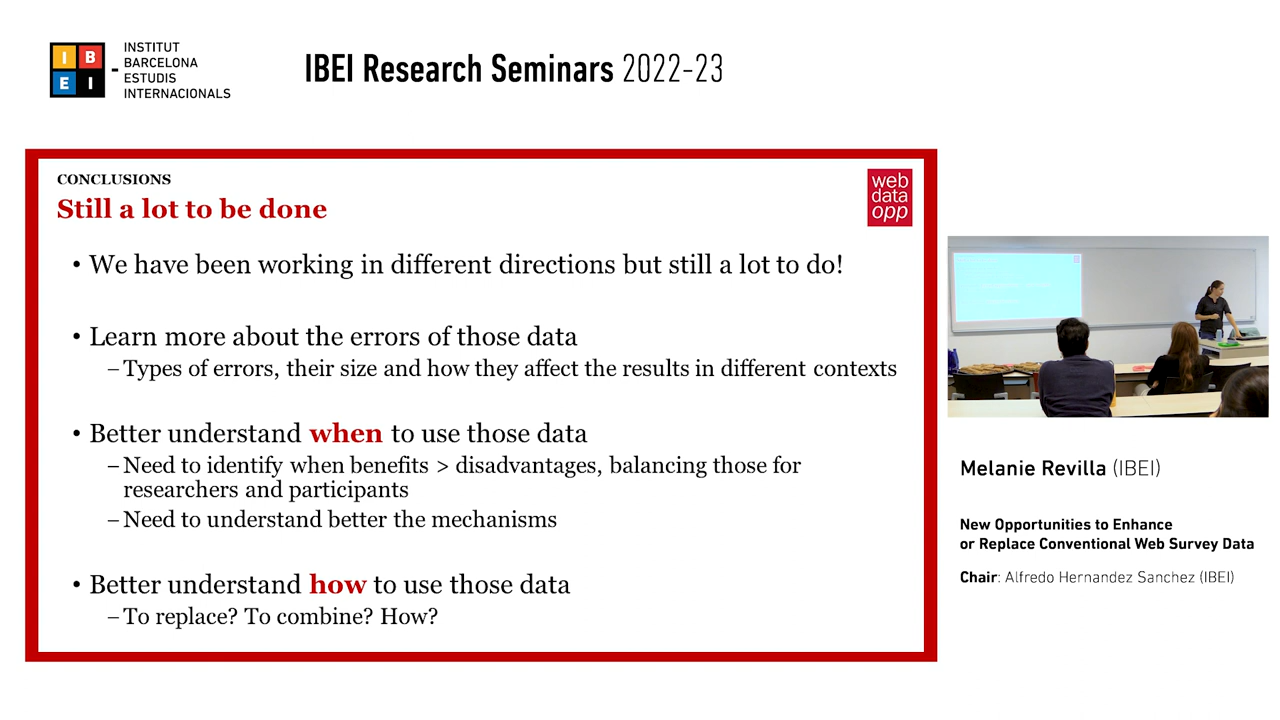 I B
E I
INSTITUT
BARCELONA
ESTUDIS
INTERNACIONALS
IBEI Research Seminars 2022-23
CONCLUSIONS
Still a lot to be done
web
data
opp
• We have been working in different directions but still a lot to do!
• Learn more about the errors of those data
– Types of errors, their size and how they affect the results in different contexts
• Better understand when to use those data
– Need to identify when benefits > disadvantages, balancing those for
researchers and participants
– Need to understand better the mechanisms
• Better understand how to use those data
– To replace? To combine? How?
Melanie Revilla (IBEI)
New Opportunities to Enhance
or Replace Conventional Web Survey Data
Chair: Alfredo Hernandez Sanchez (IBEI)